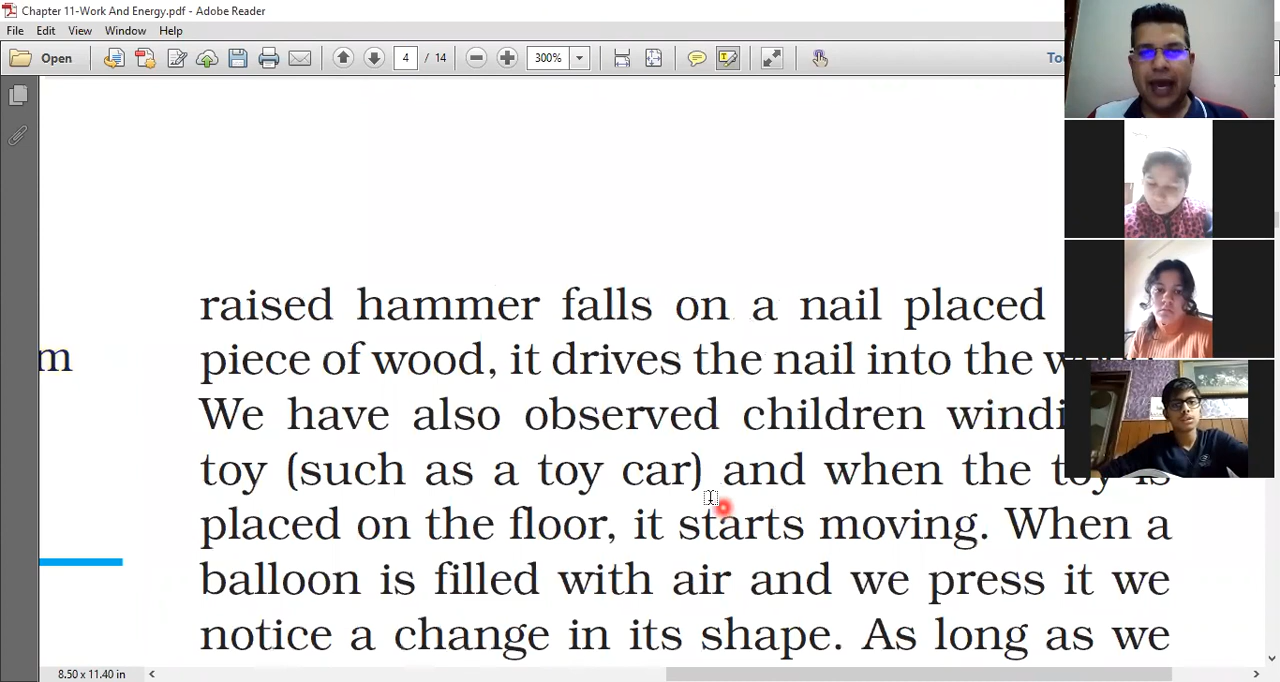 Chapter 11-Work And Energy.pdf - Adobe Reader
File Edit View Window Help
Open 4 / 14 300%
raised hammer falls on a nail placed
piece of wood, it drives the nail into the
m
We have also observed children windi
toy (such as a toy car) and when the toy is
placed on the floor, it starts moving. When a
balloon is filled with air and we press it we
notice a change in its shape. As long as we
8.50 x 11.40 in